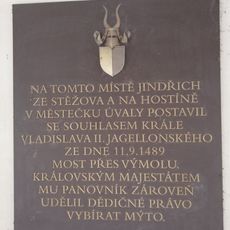 NA TOMTO MÍSTĚ JINDŘICH
ZE STĚŽOVA A NA HOSTÍNĚ
V MĚSTEČKU ÚVALY POSTAVIL
SE SOUHLASEM KRÁLE
VLADISLAVA II. JAGELLONSKÉHO
ZE DNE 11.9.1489
MOST PŘES VÝMOLU.
KRÁLOVSKÝM MAJESTÁTEM
MU PANOVNÍK ZÁROVEŇ
UDĚLIL DĚDIČNÉ PRÁVO
VYBÍRAT MÝTO.